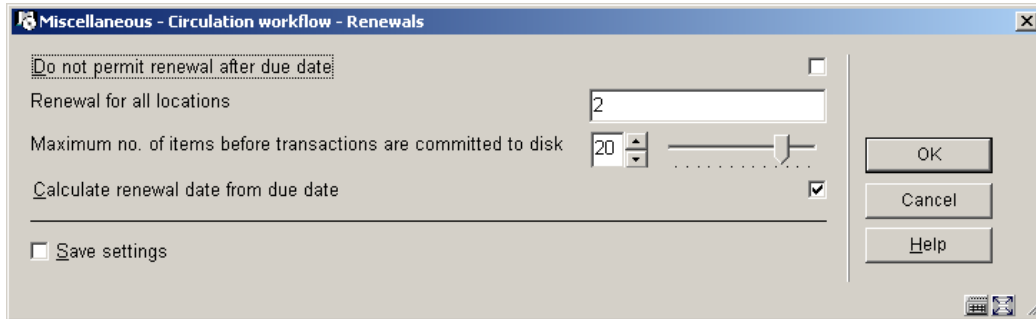 Miscellaneous - Circulation workflow - Renewals
Do not permit renewal after due date
Renewal for all locations 2
Maximum no. of items before transactions are committed to disk 20
OK
Calculate renewal date from due date
Cancel
Save settings
Help